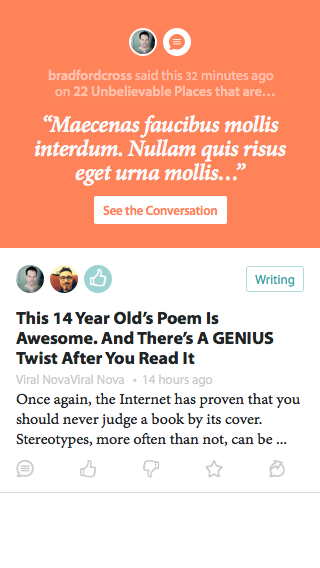 bradfordcross said this 32 minutes ago
on 22 Unbelievable Places that are…
“Maecenas faucibus mollis
interdum. Nullam quis risus
eget urna mollis…”
See the Conversation
Writing
This 14 Year Old’s Poem Is
Awesome. And There’s A GENIUS
Twist After You Read It
Viral NovaViral Nova • 14 hours ago
Once again, the Internet has proven that you
should never judge a book by its cover.
Stereotypes, more often than not, can be ...